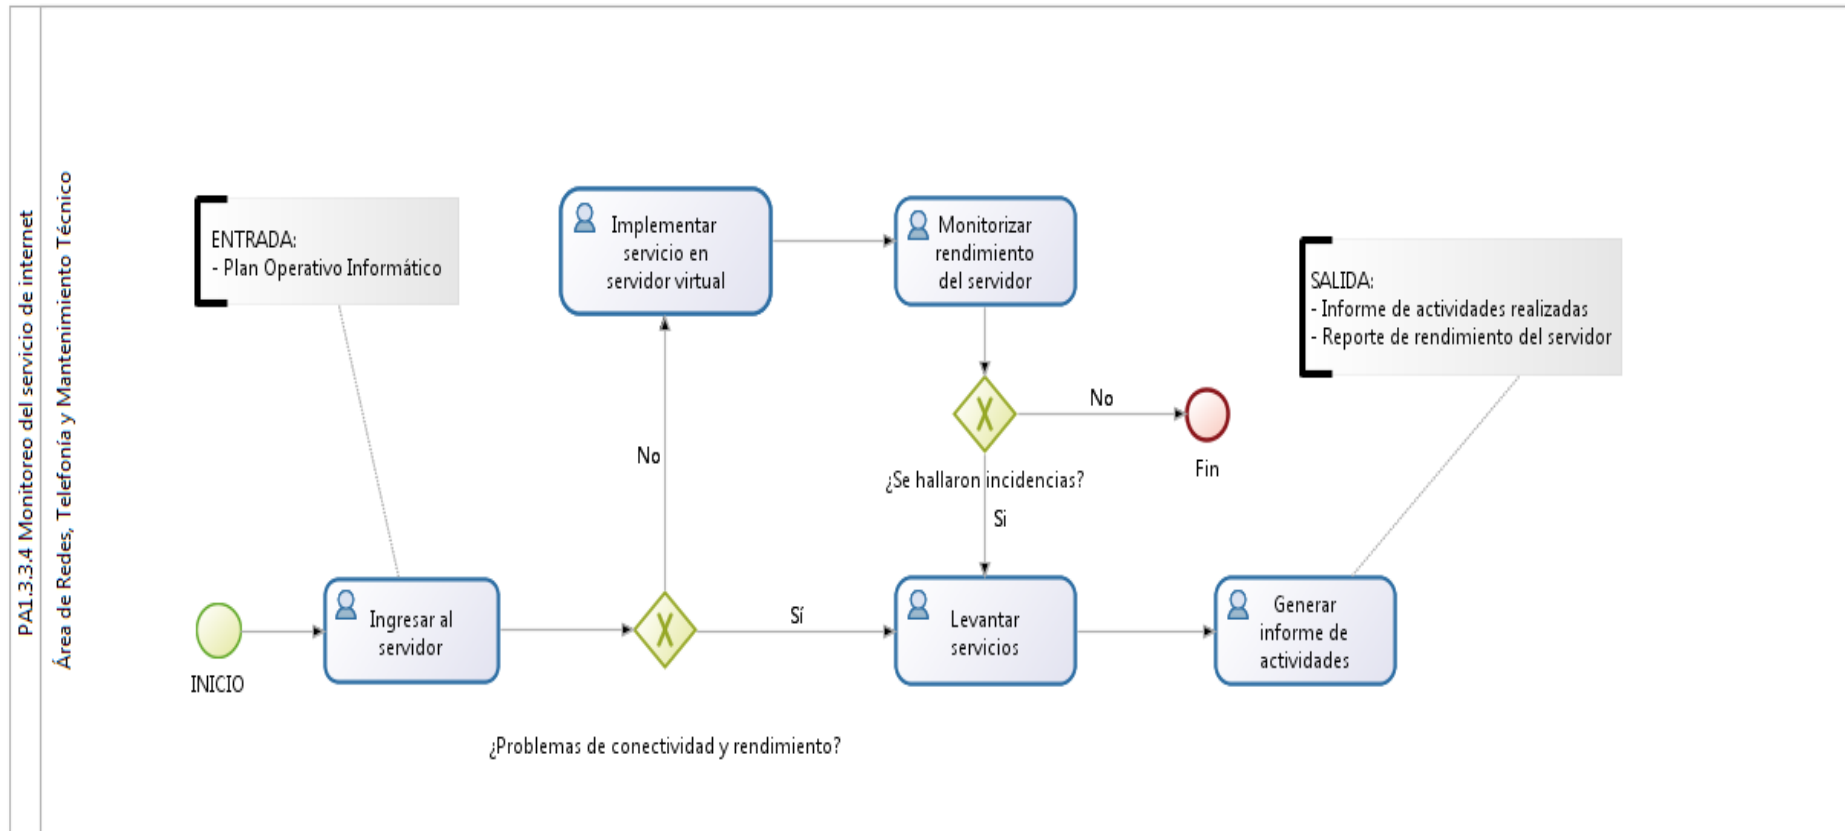 PA1.3.3.4 Monitoreo del servicio de internet
Área de Redes, Telefonía y Mantenimiento Técnico
ENTRADA:
- Plan Operativo Informático
Implementar
servicio en
servidor virtual
Monitorizar
rendimiento
del servidor
SALIDA:
- Informe de actividades realizadas
- Reporte de rendimiento del servidor
No
Fin
No
¿Se hallaron incidencias?
Si
INICIO
Ingresar al
servidor
Sí
Levantar
servicios
Generar
informe de
actividades
¿Problemas de conectividad y rendimiento?